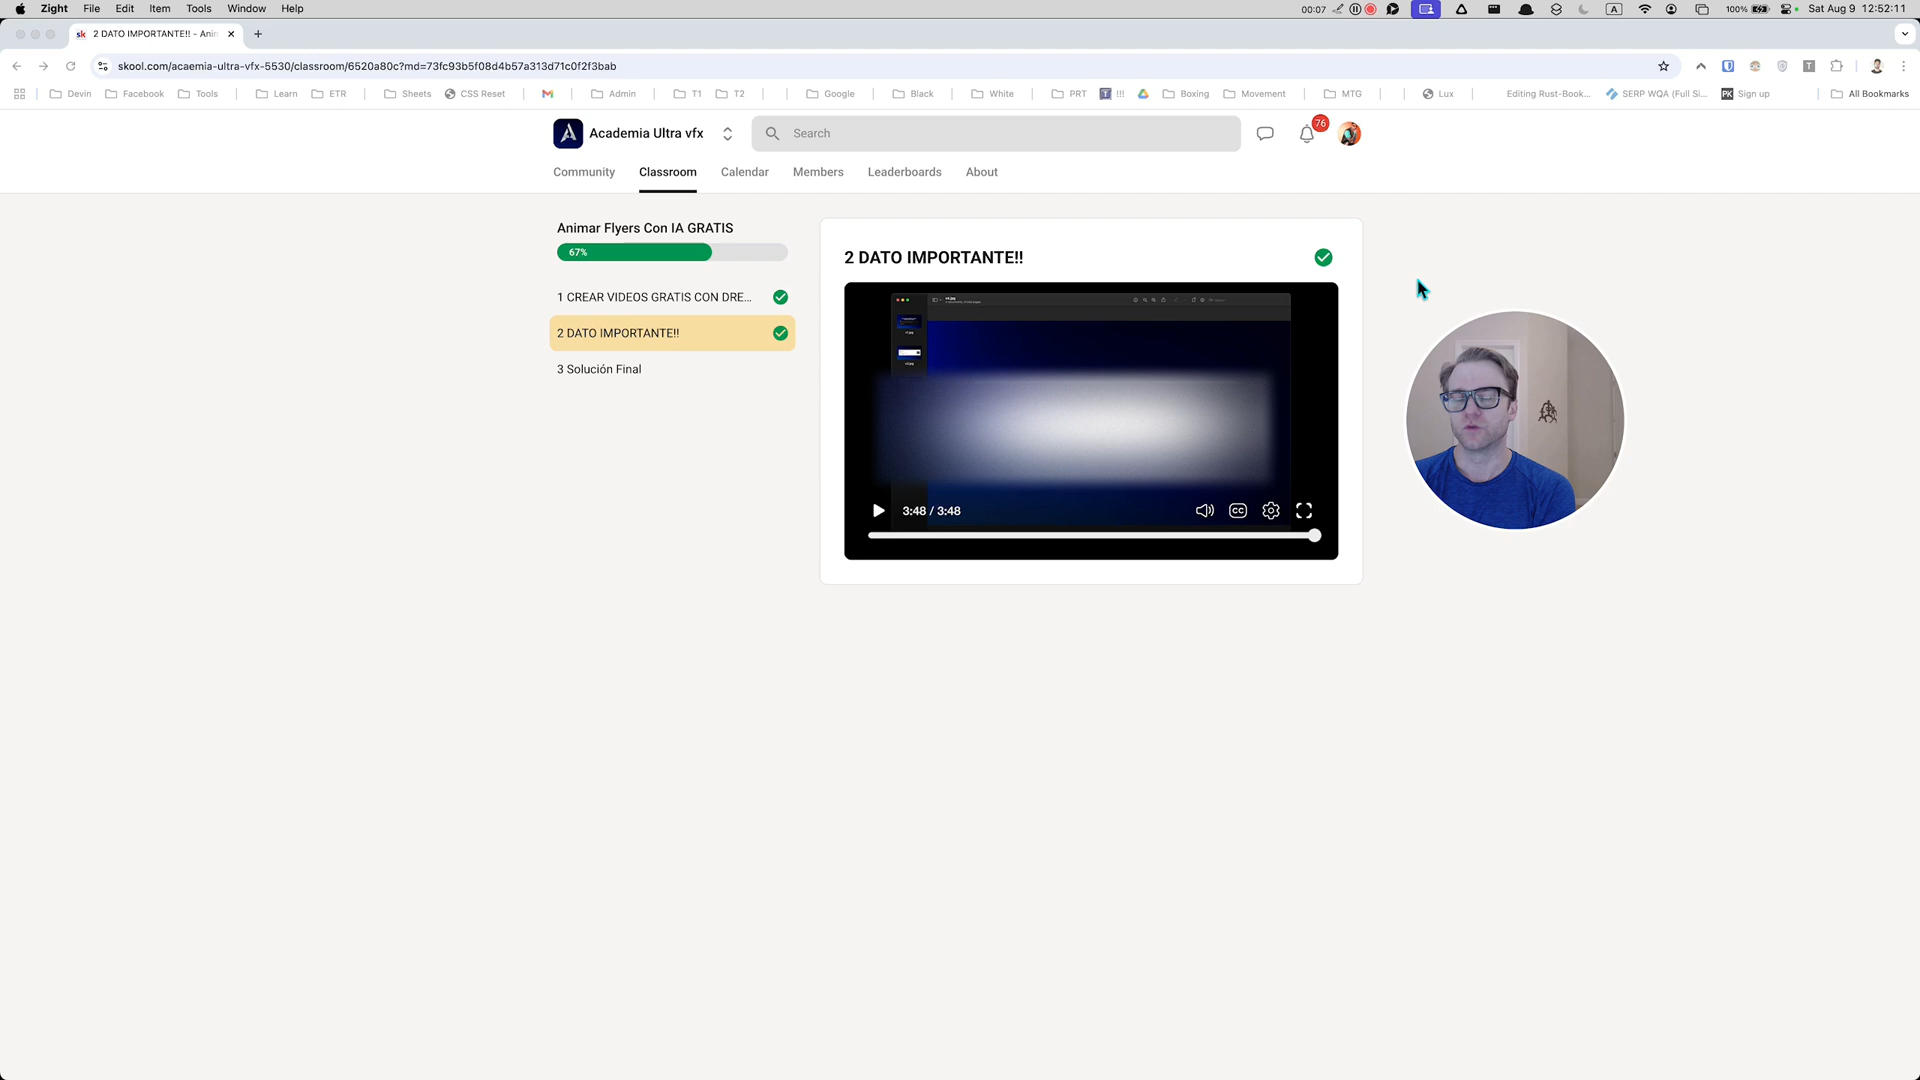 Zight File Edit Item Tools Window Help
00:07 A 100% Sat Aug 9 12:52:11
sk 2 DATO IMPORTANTE!! - Anin
skool.com/acaemia-ultra-vfx-5530/classroom/6520a80c?md=73fc93b5f08d4b57a313d71c0f2f3bab
Devin Facebook Tools Learn ETR Sheets CSS Reset Admin T1 T2 Google Black White PRT T !!! Boxing Movement MTG Lux Editing Rust-Book... SERP WQA (Full Si... PK Sign up All Bookmarks
Academia Ultra vfx
Search
76
Community Classroom Calendar Members Leaderboards About
Animar Flyers Con IA GRATIS
67%
1 CREAR VIDEOS GRATIS CON DRE...
2 DATO IMPORTANTE!!
3 Solución Final
2 DATO IMPORTANTE!!
3:48 / 3:48
CC